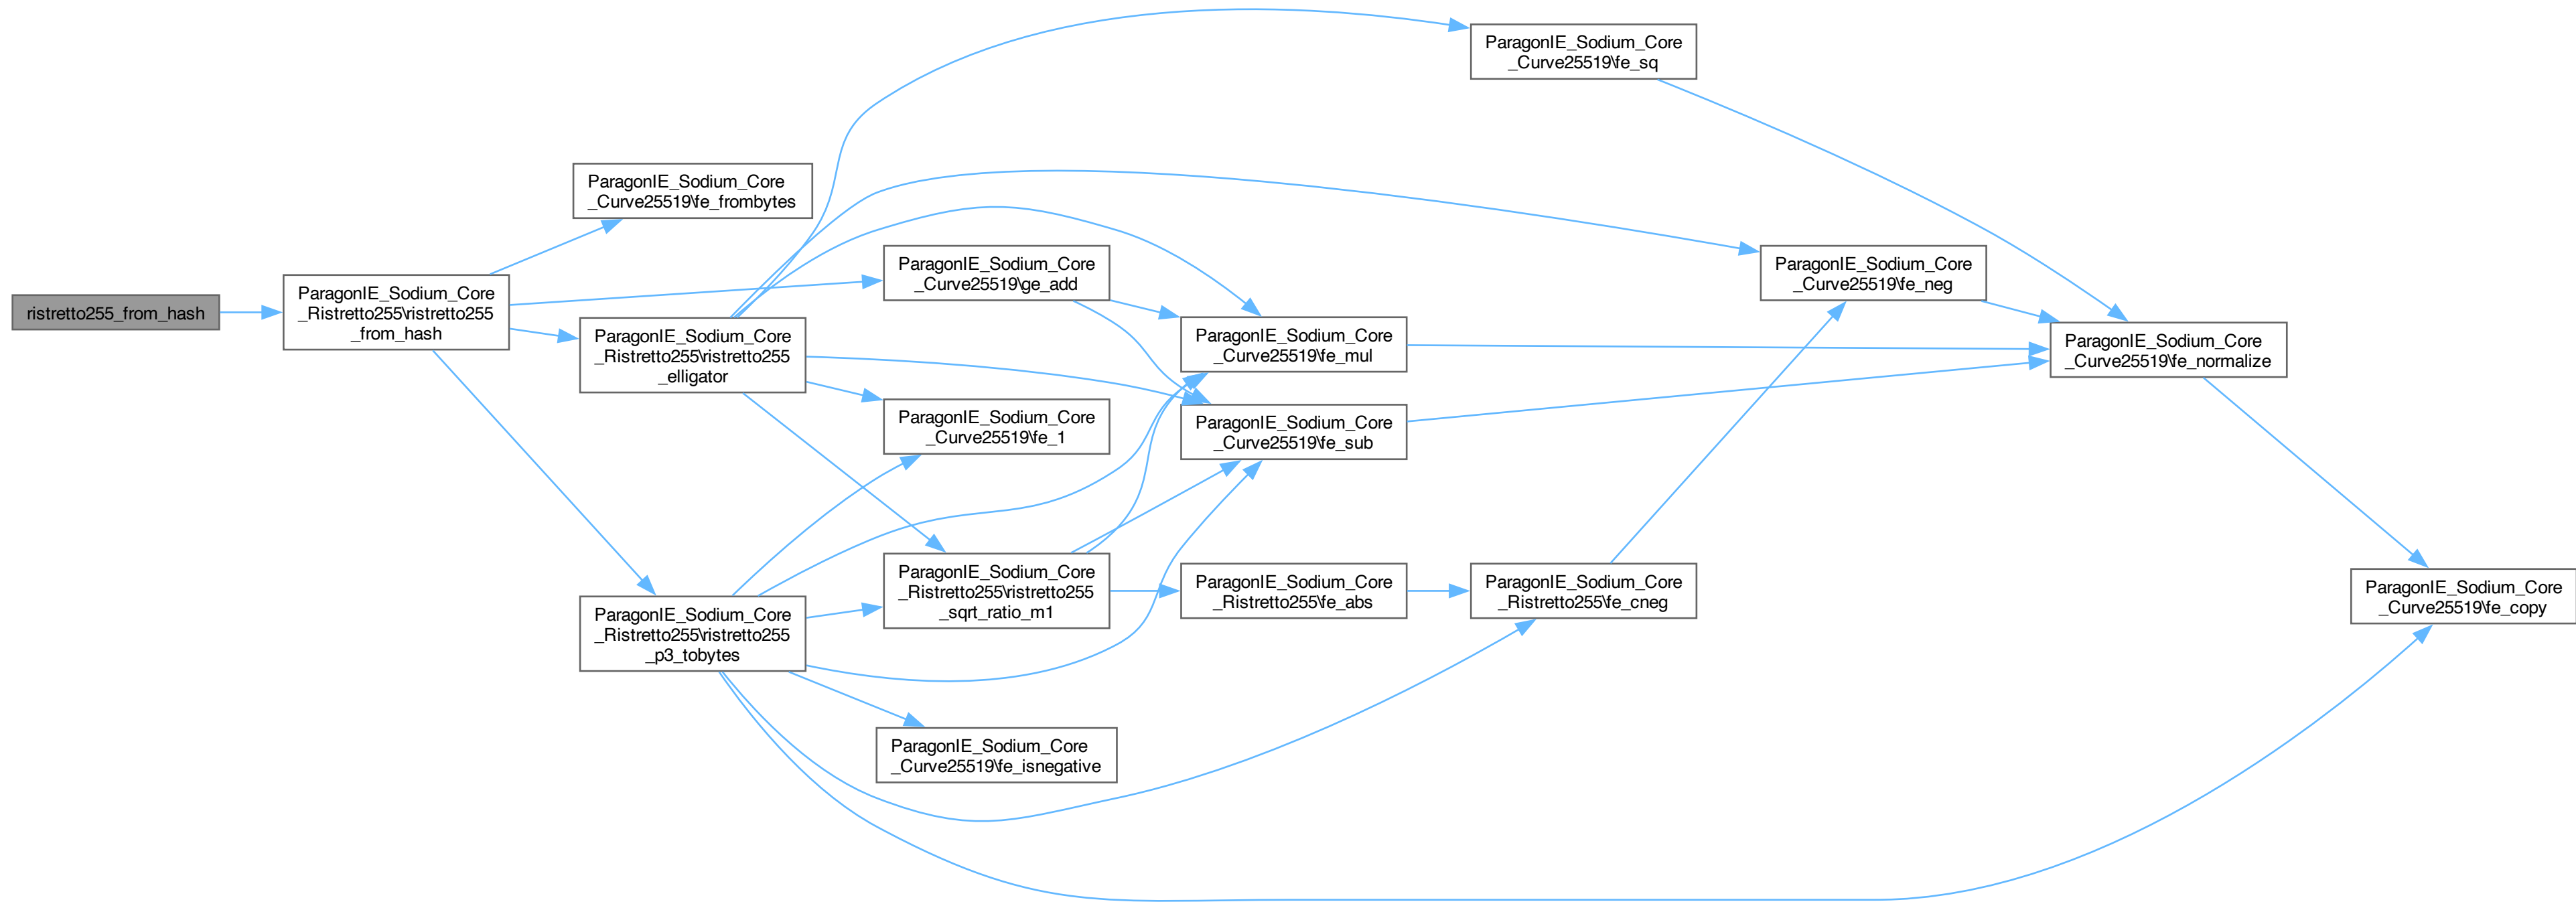 ristretto255_from_hash
ParagonIE_Sodium_Core
_Ristretto255\ristretto255
_from_hash
ParagonIE_Sodium_Core
_Curve25519\fe_frombytes
ParagonIE_Sodium_Core
_Ristretto255\ristretto255
_elligator
ParagonIE_Sodium_Core
_Ristretto255\ristretto255
_p3_tobytes
ParagonIE_Sodium_Core
_Curve25519\ge_add
ParagonIE_Sodium_Core
_Curve25519\fe_1
ParagonIE_Sodium_Core
_Ristretto255\ristretto255
_sqrt_ratio_m1
ParagonIE_Sodium_Core
_Curve25519\fe_isnegative
ParagonIE_Sodium_Core
_Curve25519\fe_mul
ParagonIE_Sodium_Core
_Curve25519\fe_sub
ParagonIE_Sodium_Core
_Ristretto255\fe_abs
ParagonIE_Sodium_Core
_Curve25519\fe_sq
ParagonIE_Sodium_Core
_Ristretto255\fe_cneg
ParagonIE_Sodium_Core
_Curve25519\fe_neg
ParagonIE_Sodium_Core
_Curve25519\fe_normalize
ParagonIE_Sodium_Core
_Curve25519\fe_copy